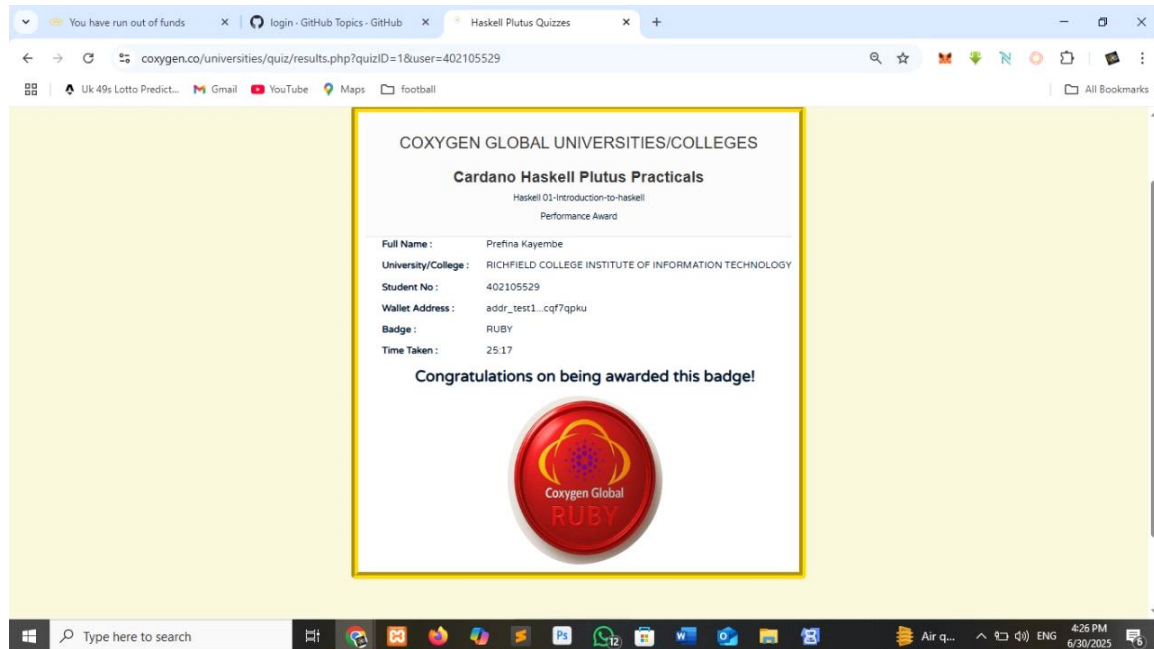 You have run out of funds
login · GitHub Topics · GitHub
Haskell Plutus Quizzes
coxygen.co/universities/quiz/results.php?quizID=1&user=402105529
Uk 49s Lotto Predict...
Gmail
YouTube
Maps
football
All Bookmarks
COXYGEN GLOBAL UNIVERSITIES/COLLEGES
Cardano Haskell Plutus Practicals
Haskell 01-Introduction-to-haskell
Performance Award
Full Name : Prefina Kayembe
University/College : RICHFIELD COLLEGE INSTITUTE OF INFORMATION TECHNOLOGY
Student No : 402105529
Wallet Address : addr_test1...cqf7qpku
Badge : RUBY
Time Taken : 25:17
Congratulations on being awarded this badge!
Coxygen Global
RUBY
Type here to search
Ps
12
Air q...
ENG
4:26 PM
6/30/2025
6